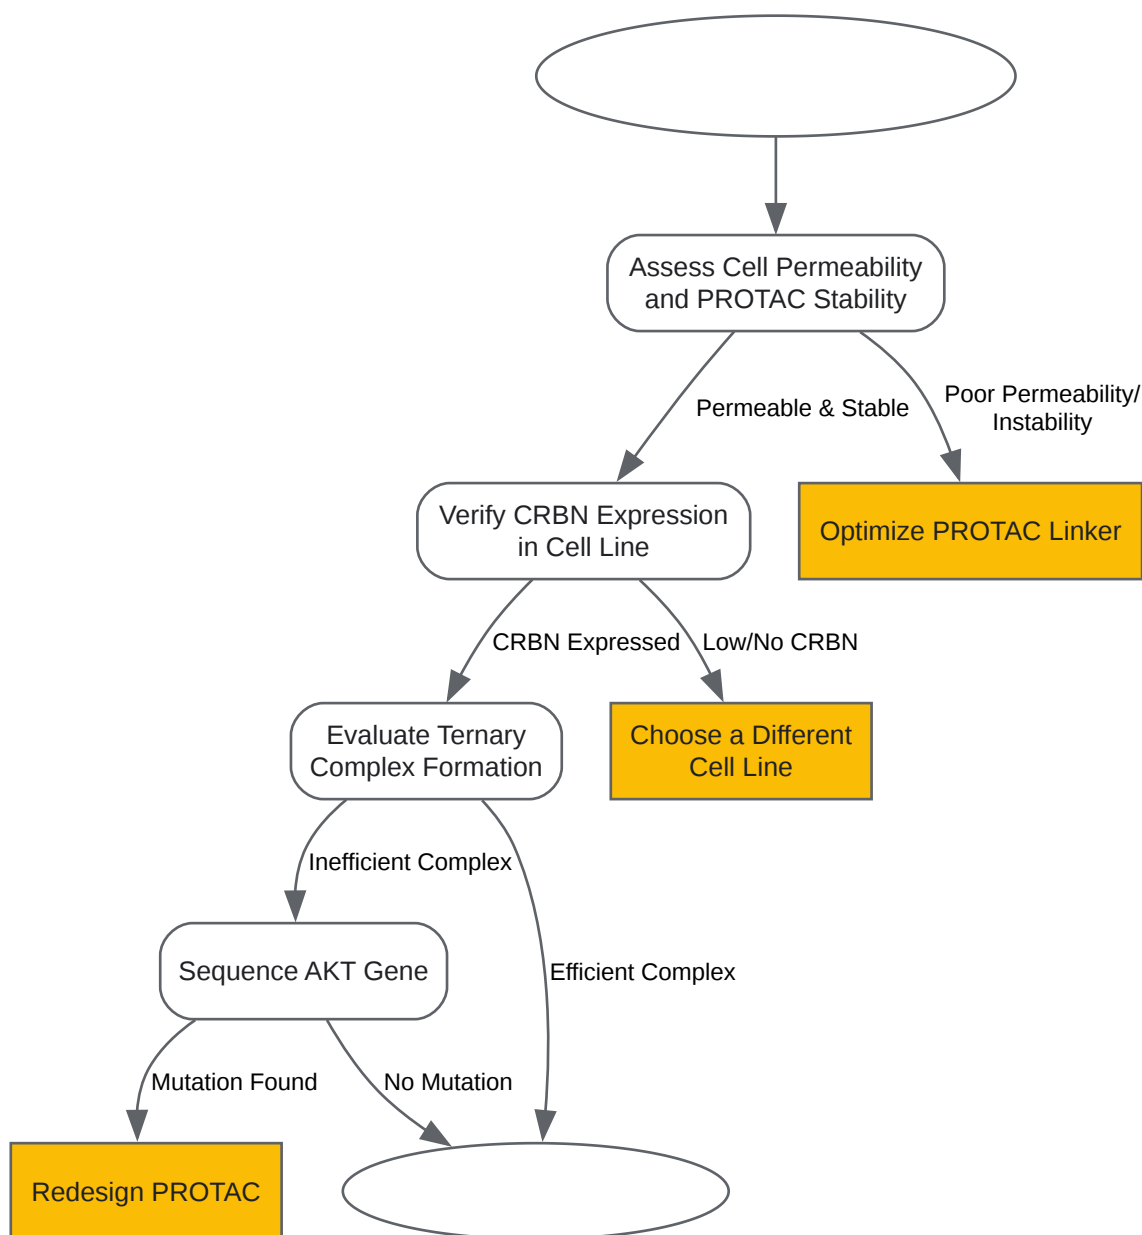 Assess Cell Permeability
and PROTAC Stability
Permeable & Stable
Poor Permeability/
Instability
Verify CRBN Expression
in Cell Line
Optimize PROTAC Linker
CRBN Expressed
Low/No CRBN
Evaluate Ternary
Complex Formation
Choose a Different
Cell Line
Inefficient Complex
Sequence AKT Gene
Efficient Complex
Mutation Found
No Mutation
Redesign PROTAC